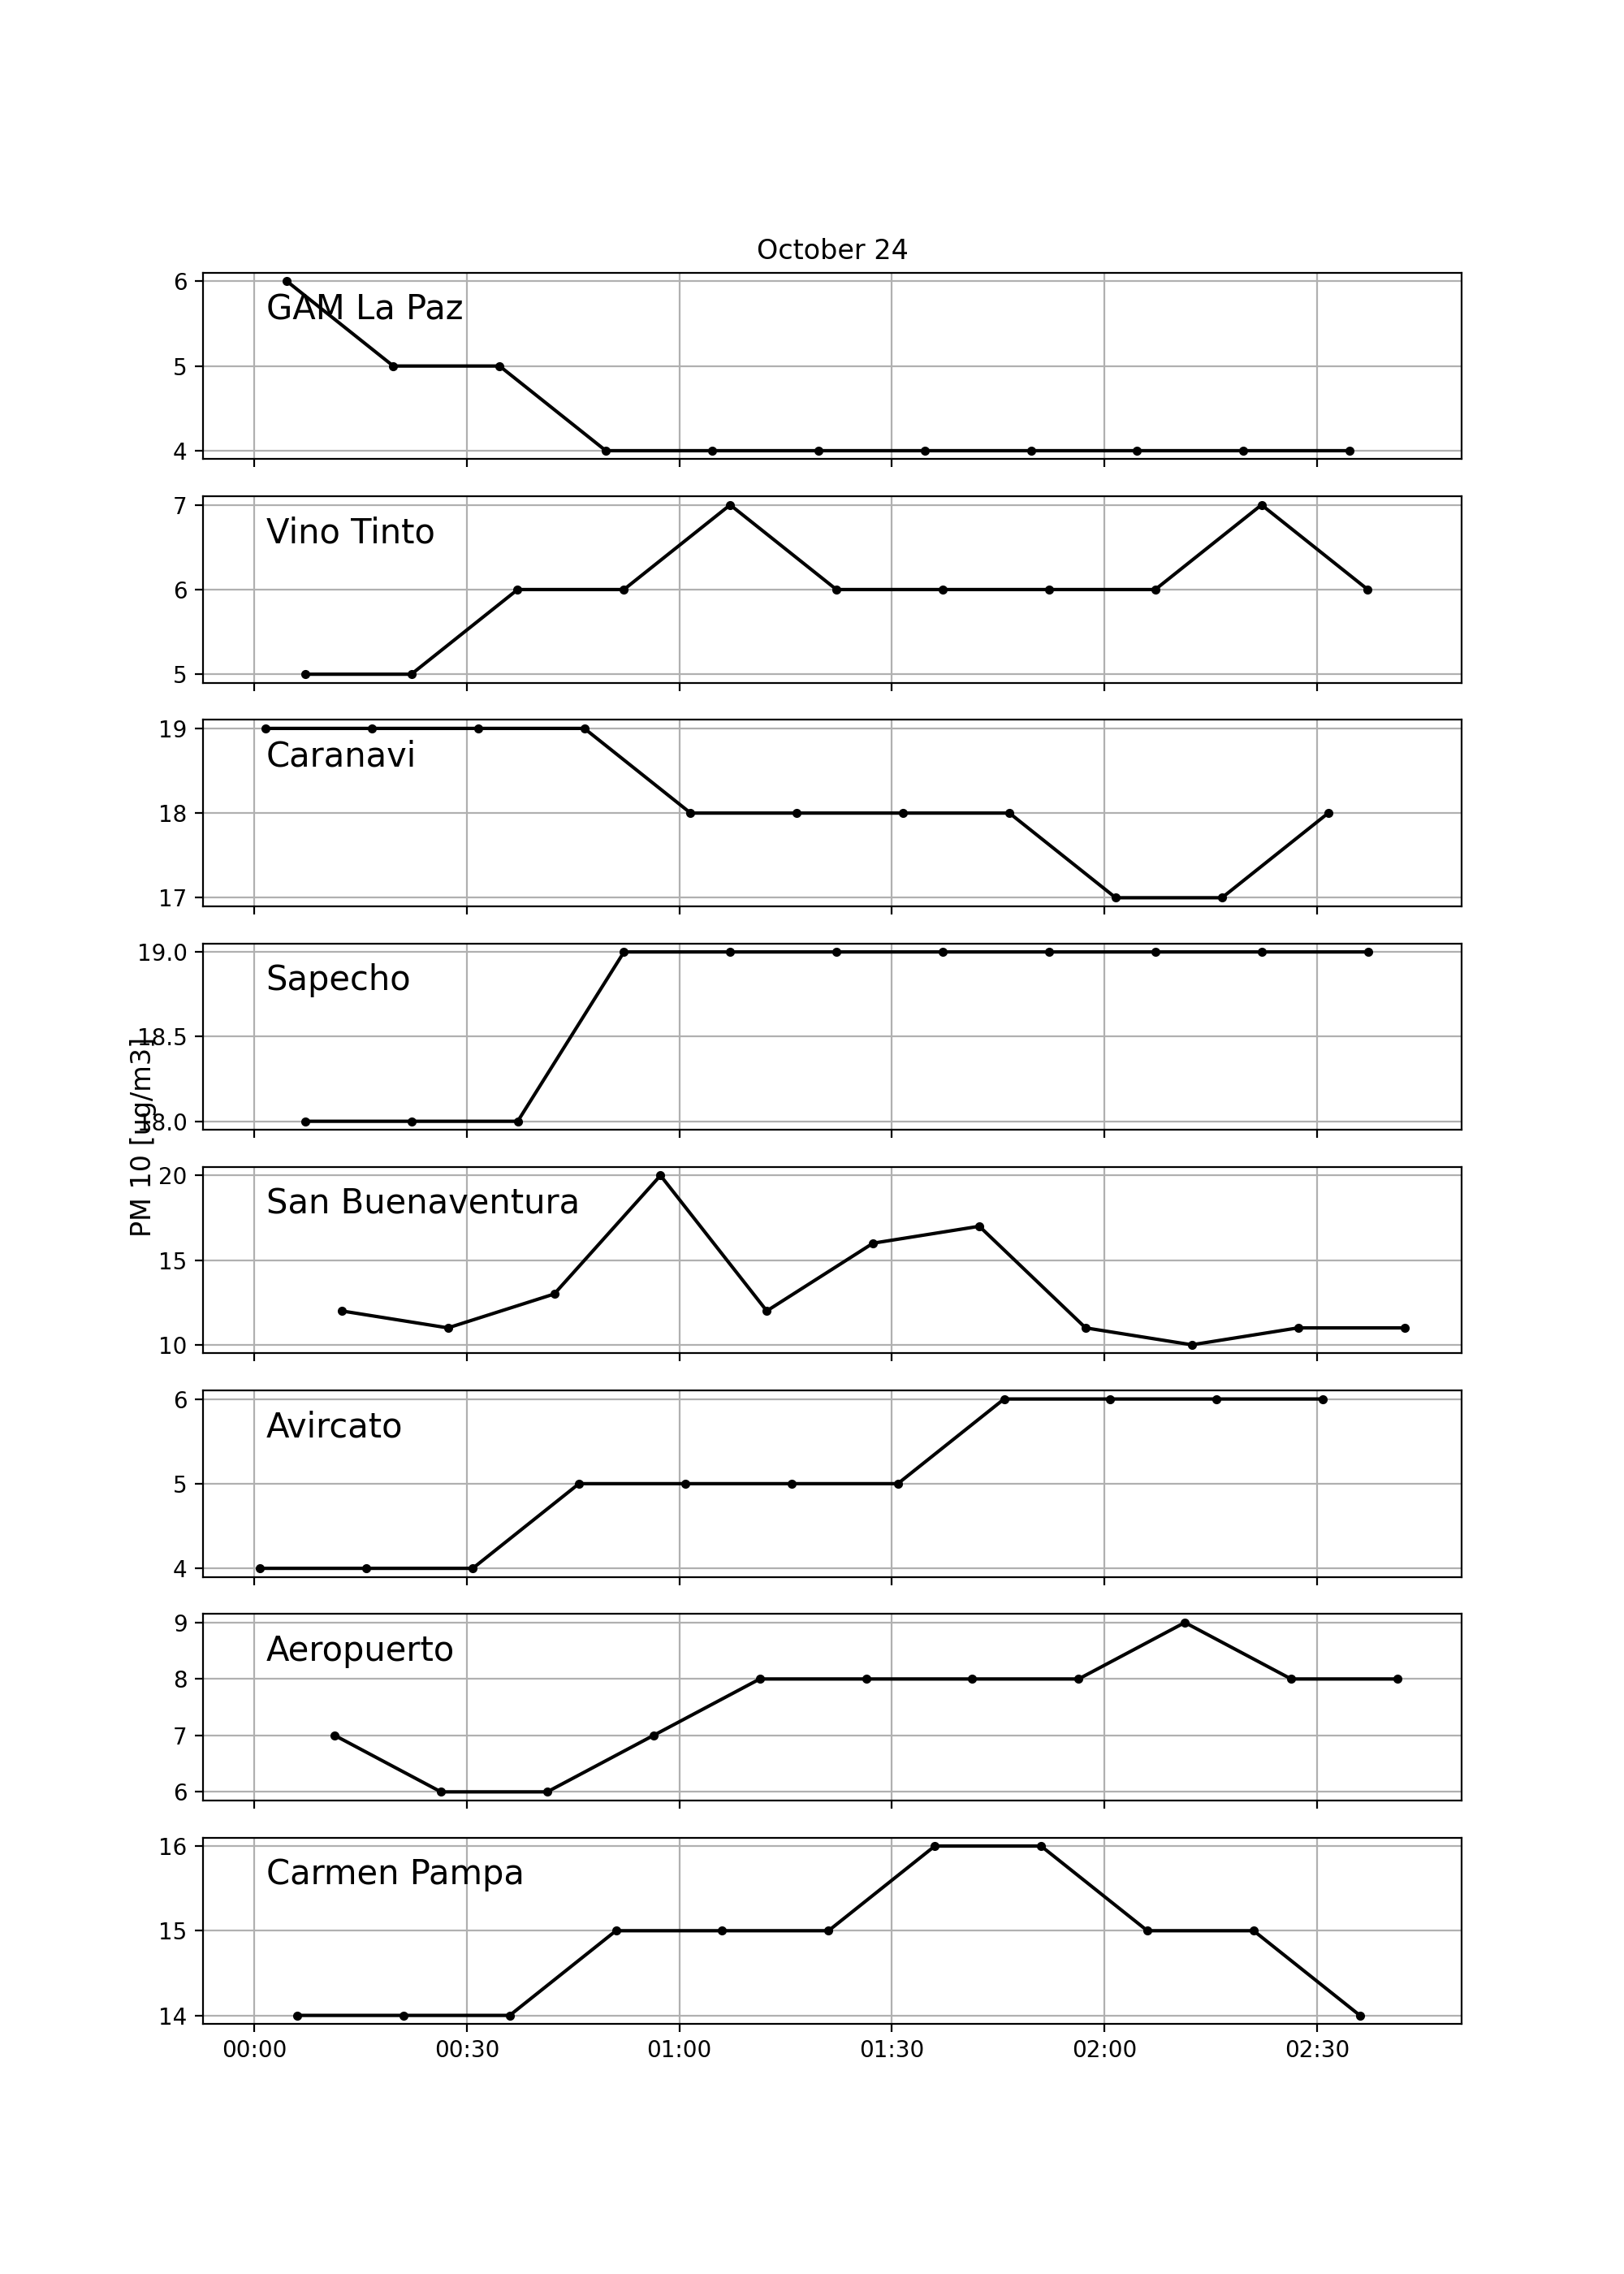 October 24
6
GAM La Paz
5
4
7
Vino Tinto
6
5
19
Caranavi
18
17
19.0
Sapecho
18.5
18.0
PM 10 [ug/m3]
20
San Buenaventura
15
10
6
Avircato
5
4
9
Aeropuerto
8
7
6
16
Carmen Pampa
15
14
00:00 00:30 01:00 01:30 02:00 02:30